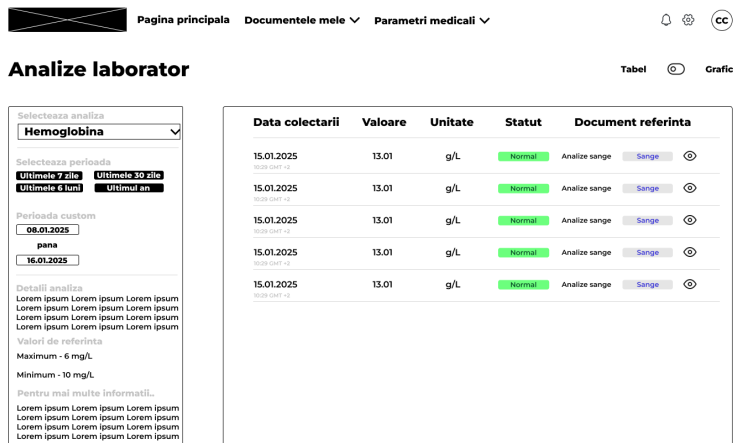 Pagina principala Documentele mele Parametri medicali CC
Analize laborator
Tabel Grafic
Selecteaza analiza
Hemoglobina
Selecteaza perioada
Ultimele 7 zile Ultimele 30 zile
Ultimele 6 luni Ultimul an
Perioada custom
08.01.2025
pana
16.01.2025
Detalii analiza
Lorem ipsum Lorem ipsum Lorem ipsum
Lorem ipsum Lorem ipsum Lorem ipsum
Lorem ipsum Lorem ipsum Lorem ipsum
Lorem ipsum Lorem ipsum Lorem ipsum
Valori de referinta
Maximum - 6 mg/L
Minimum - 10 mg/L
Pentru mai multe informatii..
Lorem ipsum Lorem ipsum Lorem ipsum
Lorem ipsum Lorem ipsum Lorem ipsum
Lorem ipsum Lorem ipsum Lorem ipsum
Lorem ipsum Lorem ipsum Lorem ipsum
Data colectarii Valoare Unitate Statut Document referinta
15.01.2025 13.01 g/L Normal Analize sange Sange
10:29 GMT +2
15.01.2025 13.01 g/L Normal Analize sange Sange
10:29 GMT +2
15.01.2025 13.01 g/L Normal Analize sange Sange
10:29 GMT +2
15.01.2025 13.01 g/L Normal Analize sange Sange
10:29 GMT +2
15.01.2025 13.01 g/L Normal Analize sange Sange
10:29 GMT +2